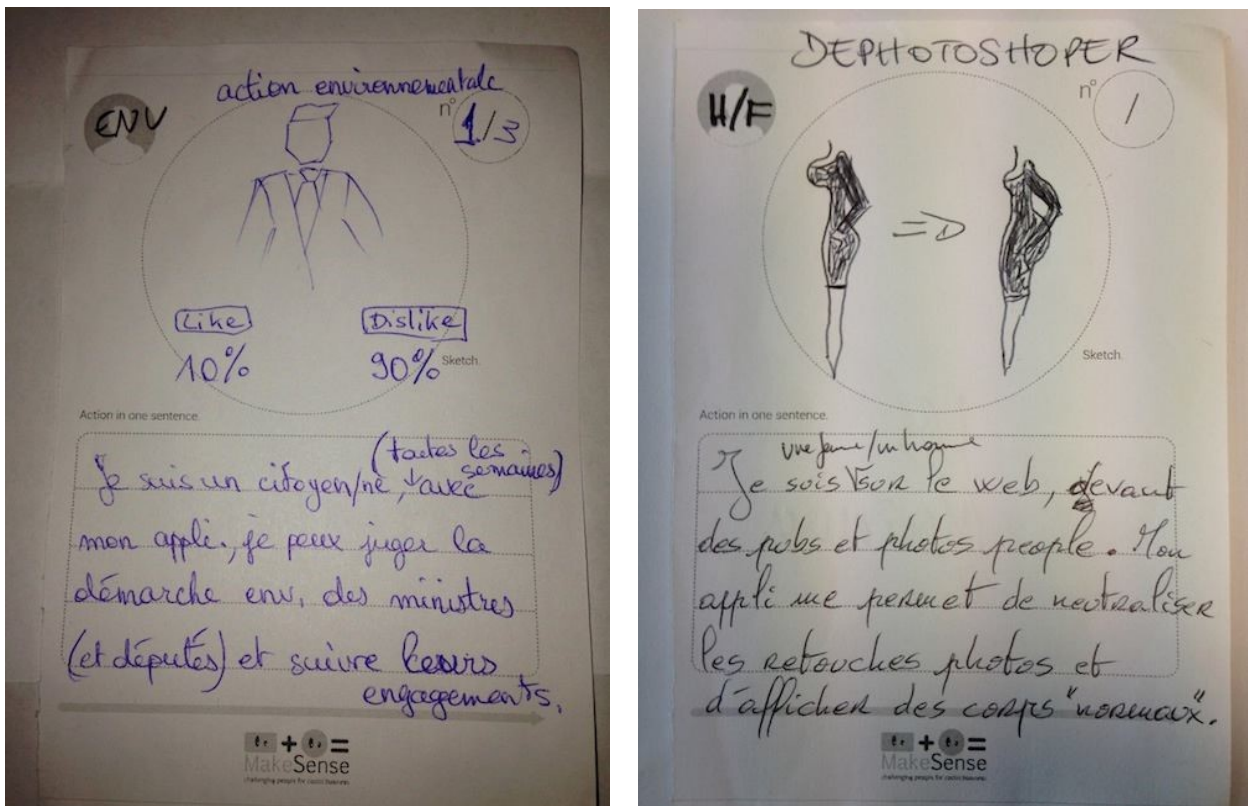 action environnementale
ENV
n° 1/3
Like
Dislike
10%
90%
Sketch
Action in one sentence.
(toutes les
semaines)
Je suis un citoyen/ne, avec
mon appli., je peux juger la
démarche env. des ministres
(et députés) et suivre leurs
engagements.
MakeSense
DEPHOTOSHOPER
H/F
n° /
Sketch
Action in one sentence.
une femme/un homme
Je suis sur le web, devant
des pubs et photos people. Mon
appli me permet de neutraliser
les retouches photos et
d'afficher des corps "normaux".
MakeSense